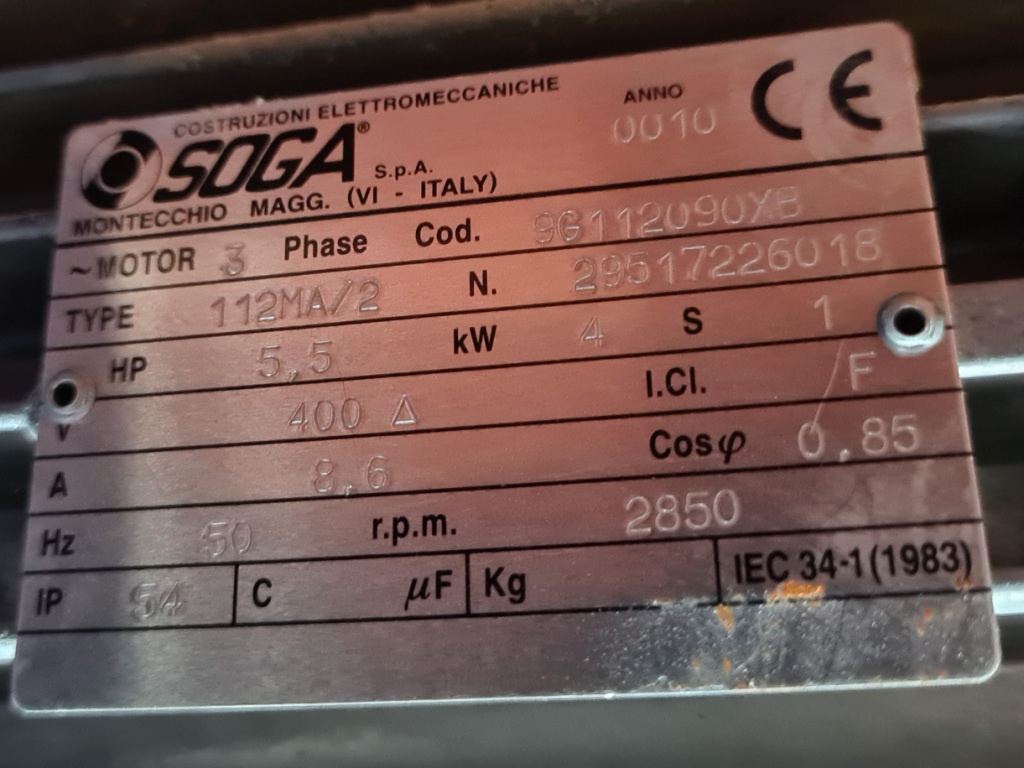 COSTRUZIONI ELETTROMECCANICHE
SOGA® S.p.A.
MONTECCHIO MAGG. (VI - ITALY)
ANNO
0010
CE
~MOTOR 3 Phase Cod. 9G112090XB
TYPE 112MA/2 N. 29517226018
HP 5,5 kW 4 S 1
V 400 Δ I.Cl. F
A 8,6 Cosφ 0.85
Hz 50 r.p.m. 2850
IP 54 C µF Kg IEC 34-1(1983)